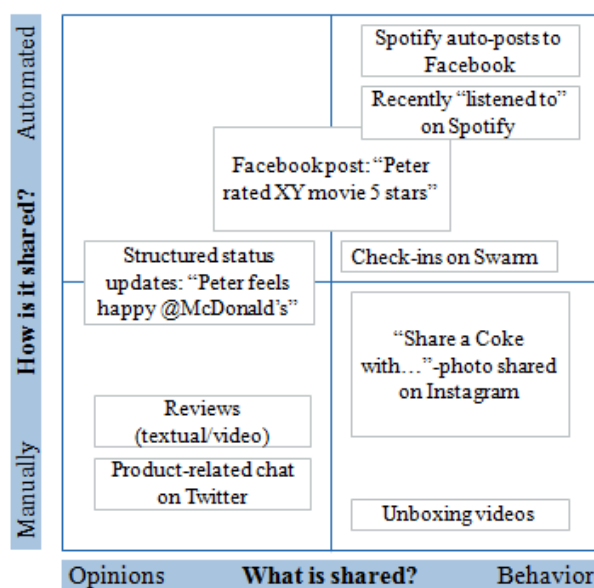 Automated
How is it shared?
Manually
Spotify auto-posts to
Facebook
Recently “listened to”
on Spotify
Facebook post: “Peter
rated XY movie 5 stars”
Structured status
updates: “Peter feels
happy @McDonald’s”
Check-ins on Swarm
“Share a Coke
with…”-photo shared
on Instagram
Reviews
(textual/video)
Product-related chat
on Twitter
Unboxing videos
Opinions What is shared? Behavior